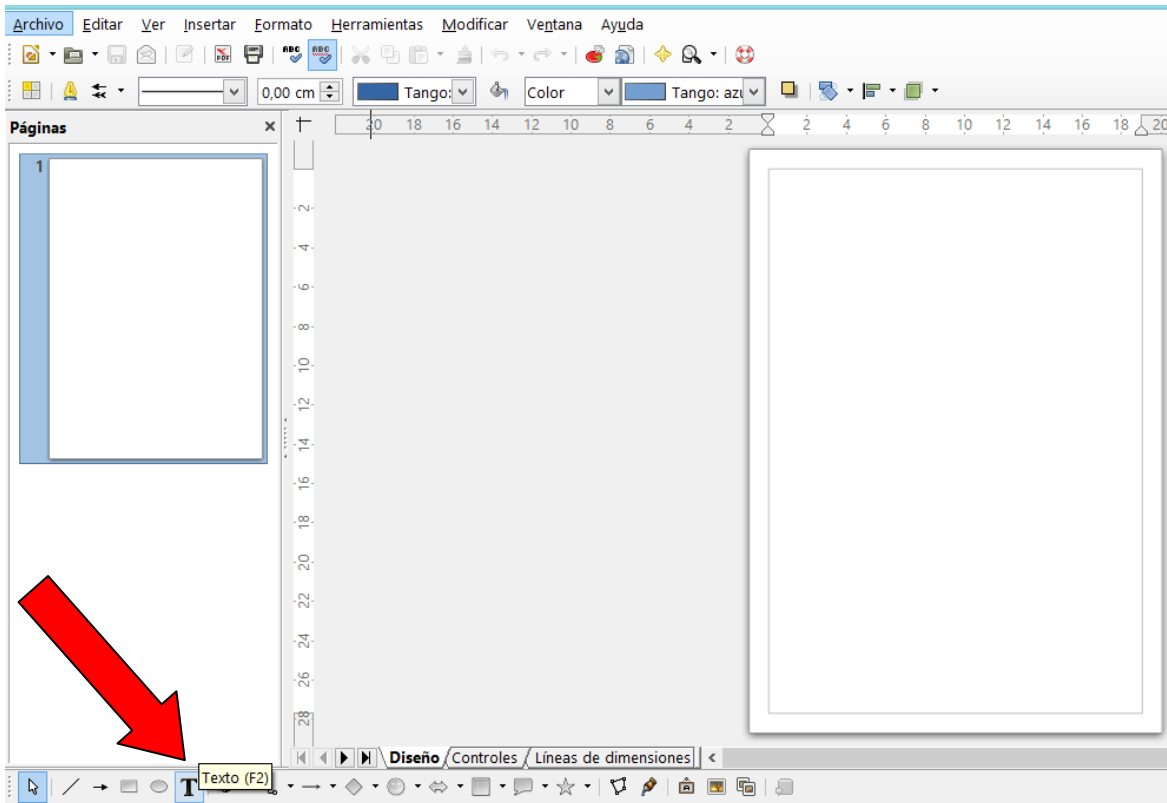 Archivo Editar Ver Insertar Formato Herramientas Modificar Ventana Ayuda
PDF ABC ABC
0,00 cm Tango: Color Tango: azu
Páginas ×
20 18 16 14 12 10 8 6 4 2 2 4 6 8 10 12 14 16 18 20
1
2
4
6
8
10
12
14
16
18
20
22
24
26
28
Diseño Controles Líneas de dimensiones <
T Texto (F2) A